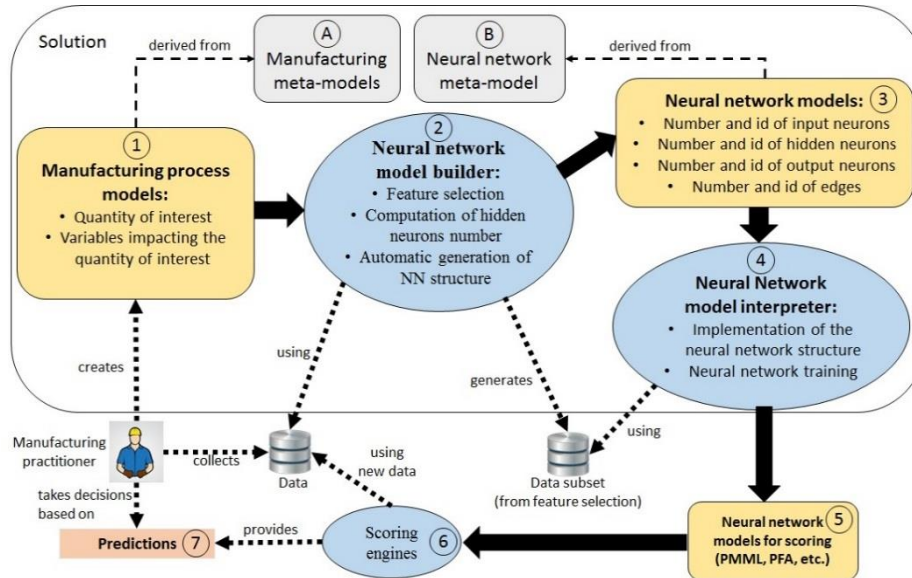 Solution
derived from
A
Manufacturing
meta-models
B
Neural network
meta-model
derived from
1
Manufacturing process
models:
• Quantity of interest
• Variables impacting the
quantity of interest
2
Neural network
model builder:
• Feature selection
• Computation of hidden
neurons number
• Automatic generation of
NN structure
Neural network models: 3
• Number and id of input neurons
• Number and id of hidden neurons
• Number and id of output neurons
• Number and id of edges
4
Neural Network
model interpreter:
• Implementation of the
neural network structure
• Neural network training
creates
using
generates
using
Manufacturing
practitioner
collects
Data
using
new data
Data subset
(from feature selection)
takes decisions
based on
Predictions 7
provides
Scoring
engines
6
Neural network
models for scoring
(PMML, PFA, etc.)
5